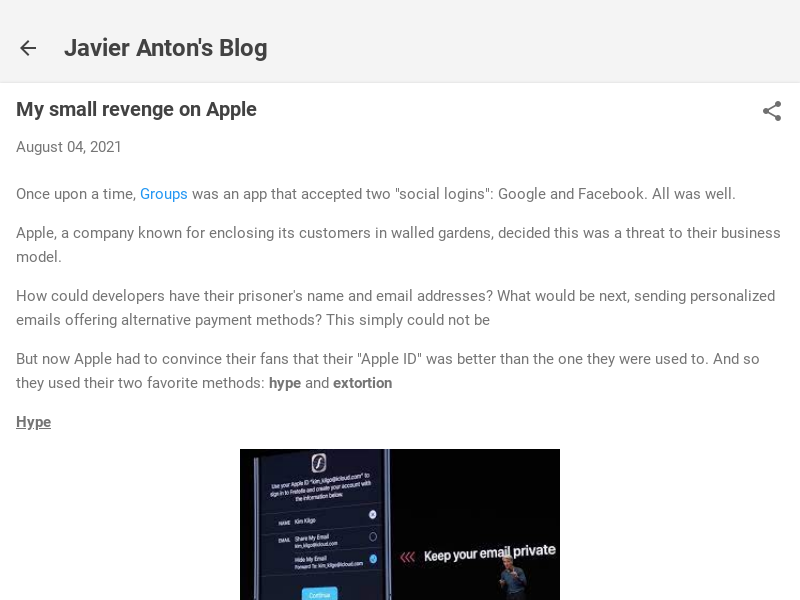 Javier Anton's Blog
My small revenge on Apple
August 04, 2021
Once upon a time, Groups was an app that accepted two "social logins": Google and Facebook. All was well.
Apple, a company known for enclosing its customers in walled gardens, decided this was a threat to their business
model.
How could developers have their prisoner's name and email addresses? What would be next, sending personalized
emails offering alternative payment methods? This simply could not be
But now Apple had to convince their fans that their "Apple ID" was better than the one they were used to. And so
they used their two favorite methods: hype and extortion
Hype
Use your Apple ID "kim_kilgo@icloud.com" to
sign in to Fretello and create your account with
the information below.
NAME Kim Kilgo
EMAIL Share My Email
kim_kilgo@icloud.com
Hide My Email
Forward To: kim_kilgo@icloud.com
Continue
Keep your email private